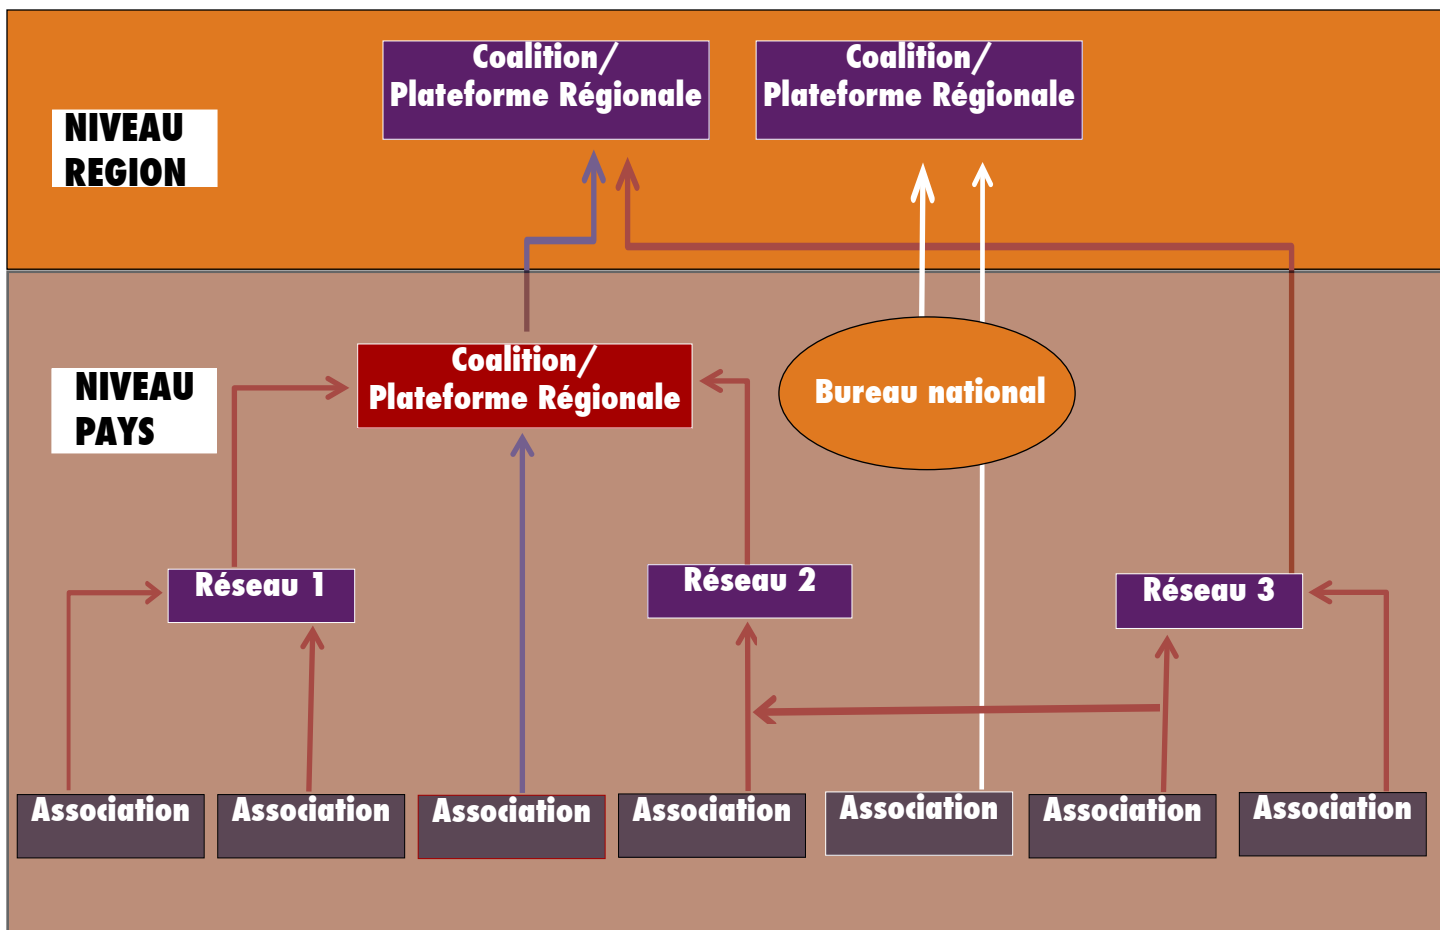 Coalition/
Plateforme Régionale
Coalition/
Plateforme Régionale
NIVEAU
REGION
Coalition/
Plateforme Régionale
Bureau national
NIVEAU
PAYS
Réseau 1
Réseau 2
Réseau 3
Association
Association
Association
Association
Association
Association
Association